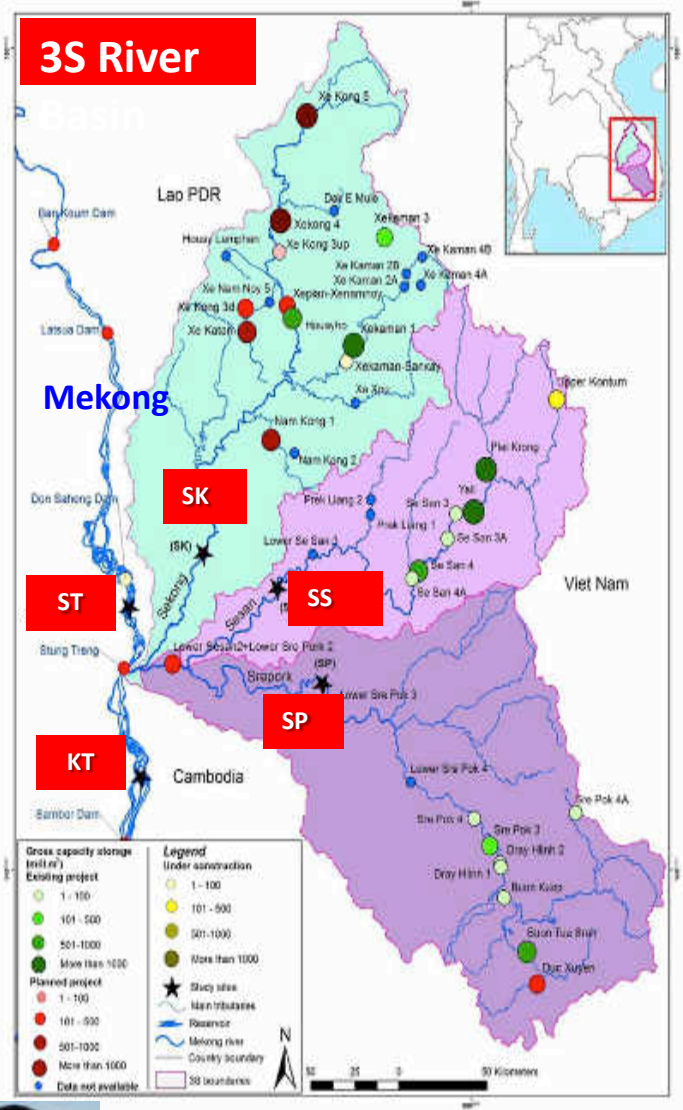 3S River
Basin
Xe Kong 5
Lao PDR
Dak E Mule
Ban Koum Dam
Xekong 4
Xekaman 3
Houay Lamphan
Xe Kong 3up
Xe Kaman 4B
Xe Kaman 2B
Xe Kaman 2A
Xe Kaman 4A
Xe Nam Noy 5
Xepian-Xenamnoy
Xe Kong 3d
Houayho
Latsua Dam
Xe Katam
Xekaman 1
Xekaman-Sanxay
Upper Kontum
Mekong
Xe Xou
Nam Kong 1
Nam Kong 2
Plei Krong
Yali
SK
Don Sahong Dam
Prek Liang 2
Se San 3
Prek Liang 1
Se San 3A
(SK)
Lower Se San 3
Se San 4
Se San 4A
Viet Nam
ST
Sekong
Sesan
SS
Stung Treng
Lower Sesan2+Lower Sre Pork 2
(SP)
Srepork
Lower Sre Pok 3
SP
KT
Cambodia
Lower Sre Pok 4
Sre Pok 4A
Sambor Dam
Sre Pok 4
Sre Pok 3
Dray Hlinh 2
Dray Hlinh 1
Buon Kuop
Buon Tua Srah
Duc Xuyen
Gross capacity storage
(mill.m³)
Existing project
1 - 100
101 - 500
501-1000
More than 1000
Planned project
1 - 100
101 - 500
501-1000
More than 1000
Data not available
Legend
Under construction
1 - 100
101 - 500
501-1000
More than 1000
Study sites
Main tributaries
Reservoir
Mekong river
Country boundary
3S boundaries
N
50 25 0 50 Kilometers